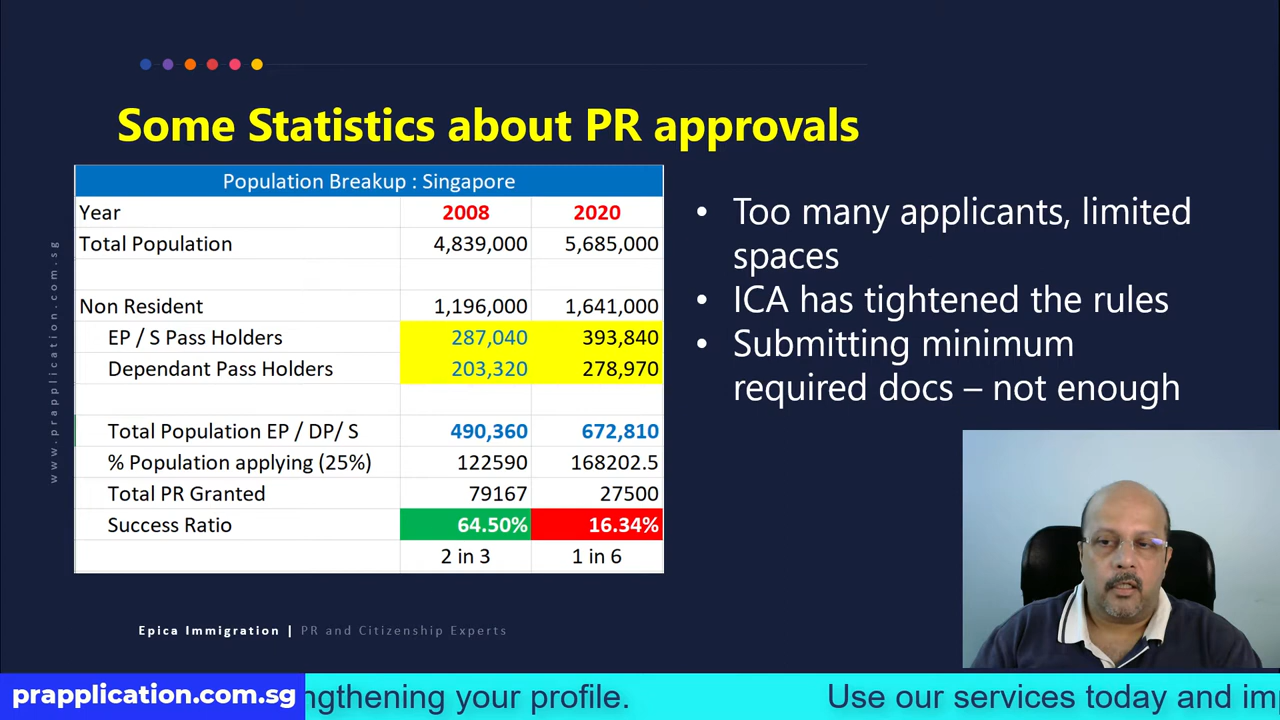 Some Statistics about PR approvals
Population Breakup : Singapore
Year 2008 2020
Total Population 4,839,000 5,685,000
Non Resident 1,196,000 1,641,000
EP / S Pass Holders 287,040 393,840
Dependant Pass Holders 203,320 278,970
Total Population EP / DP/ S 490,360 672,810
% Population applying (25%) 122590 168202.5
Total PR Granted 79167 27500
Success Ratio 64.50% 16.34%
2 in 3 1 in 6
• Too many applicants, limited
spaces
• ICA has tightened the rules
• Submitting minimum
required docs – not enough
www.prapplication.com.sg
Epica Immigration | PR and Citizenship Experts
prapplication.com.sg
ngthening your profile. Use our services today and im